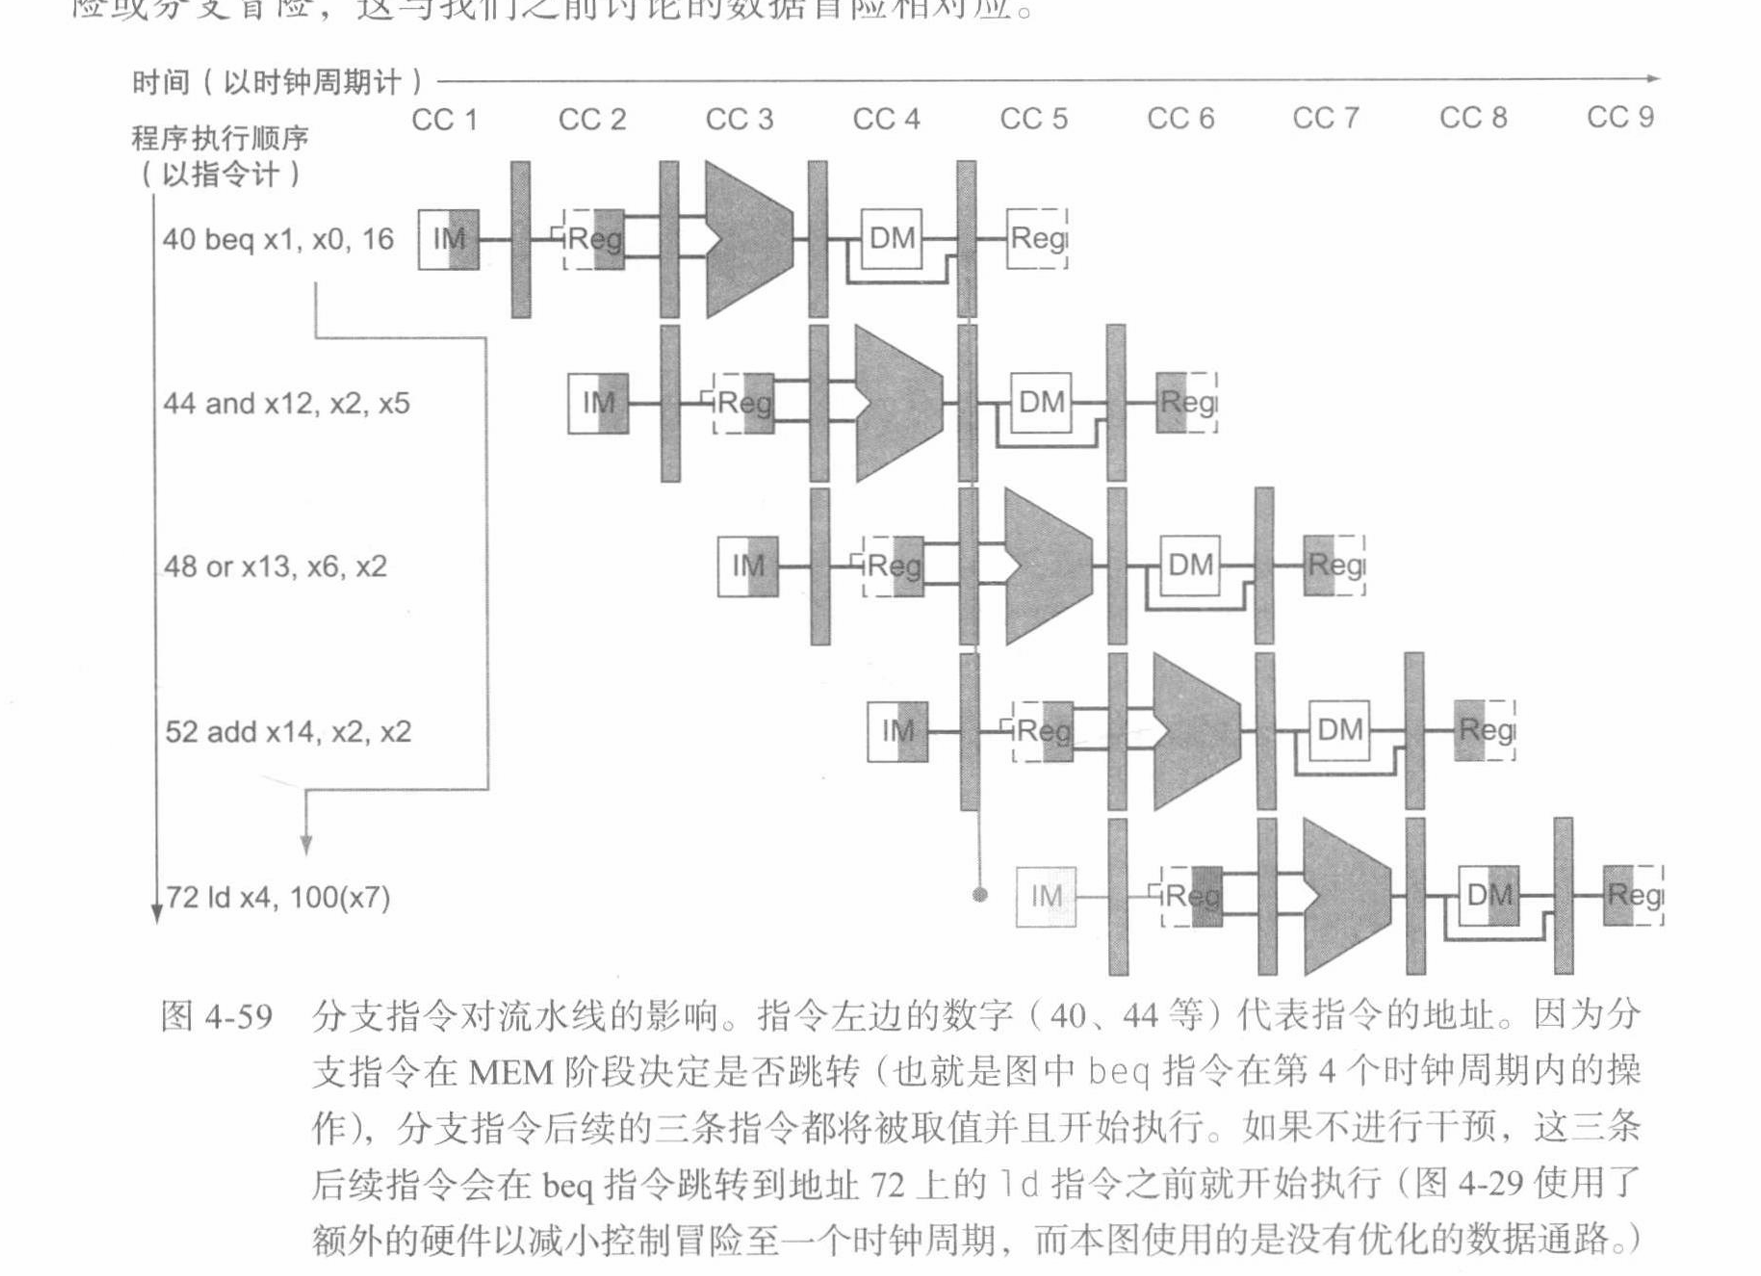 险或分支冒险，这与我们之前讨论的数据冒险相对应。
时间（以时钟周期计）
CC 1 CC 2 CC 3 CC 4 CC 5 CC 6 CC 7 CC 8 CC 9
程序执行顺序
（以指令计）
40 beq x1, x0, 16 IM Reg DM Reg
44 and x12, x2, x5 IM Reg DM Reg
48 or x13, x6, x2 IM Reg DM Reg
52 add x14, x2, x2 IM Reg DM Reg
72 ld x4, 100(x7) IM Reg DM Reg
图 4-59 分支指令对流水线的影响。指令左边的数字（40、44 等）代表指令的地址。因为分
支指令在 MEM 阶段决定是否跳转（也就是图中 beq 指令在第 4 个时钟周期内的操
作），分支指令后续的三条指令都将被取值并且开始执行。如果不进行干预，这三条
后续指令会在 beq 指令跳转到地址 72 上的 ld 指令之前就开始执行（图 4-29 使用了
额外的硬件以减小控制冒险至一个时钟周期，而本图使用的是没有优化的数据通路。）